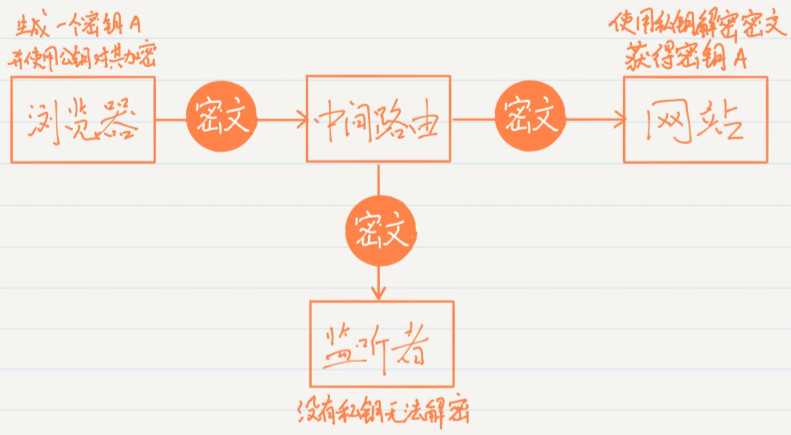 生成一个密钥A
并使用公钥对其加密
使用私钥解密密文
获得密钥A
浏览器
密文
中间路由
密文
网站
密文
监听者
没有私钥无法解密